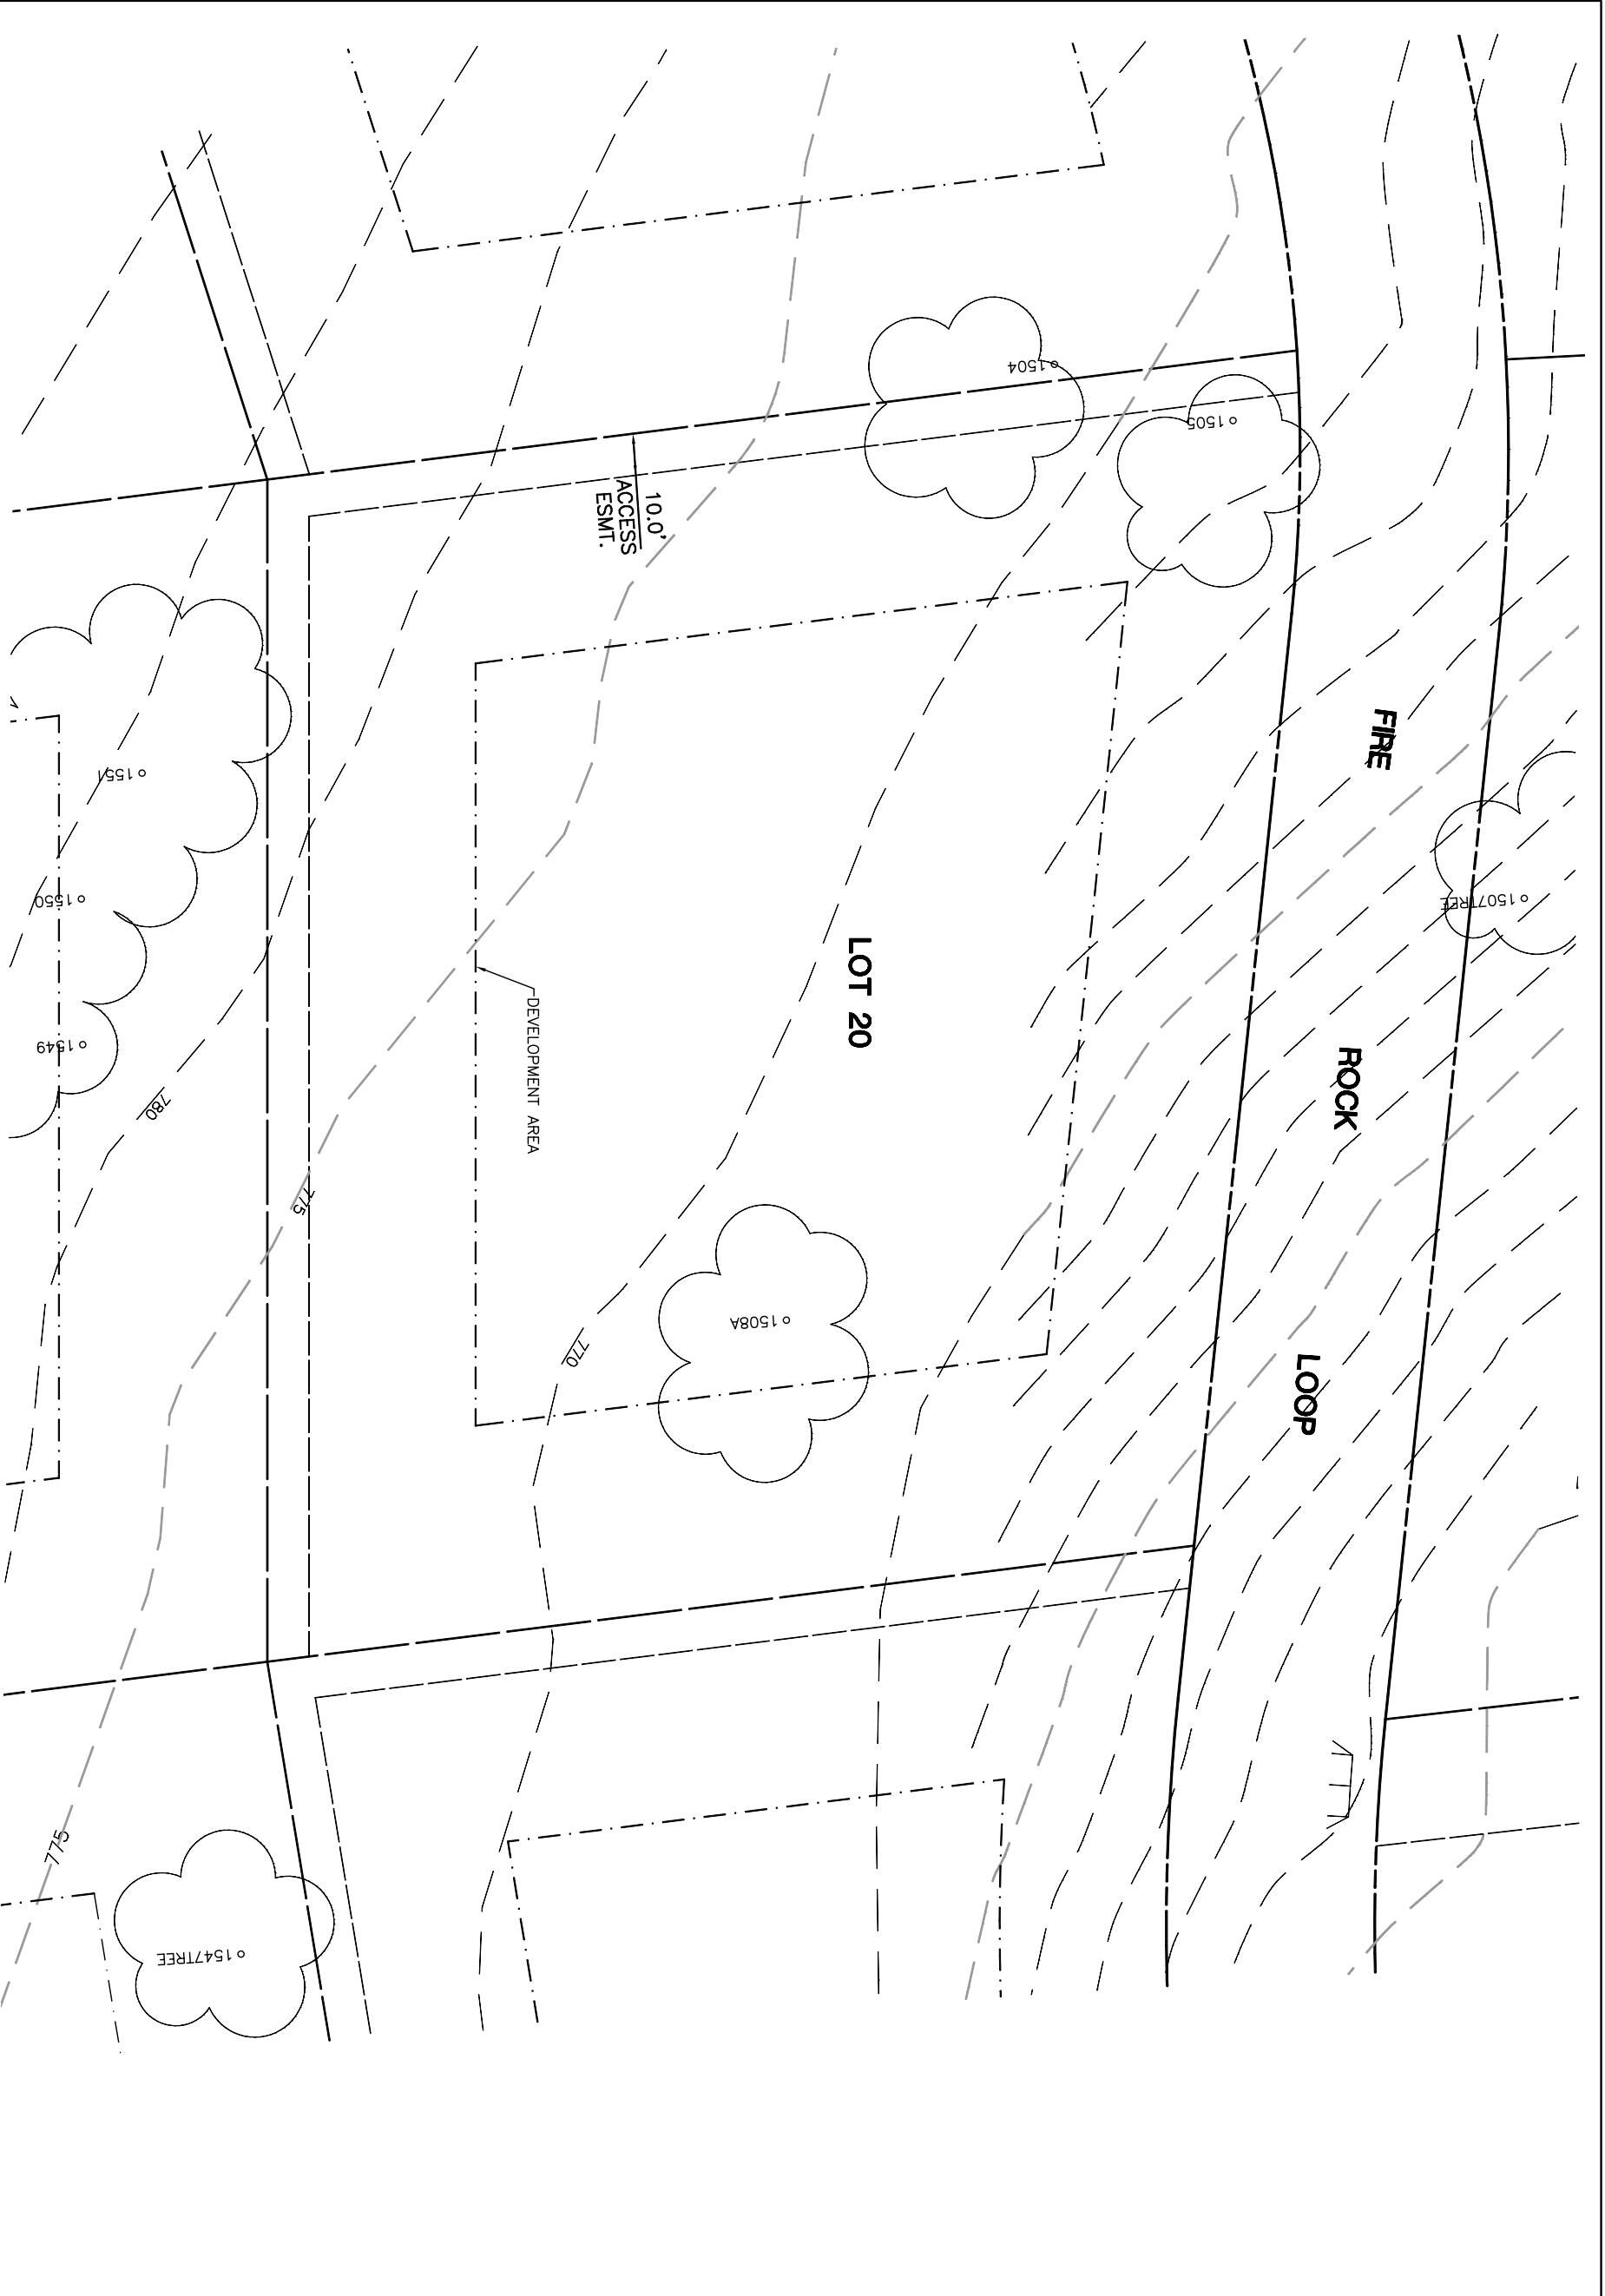 FIRE
ROCK
LOOP
LOT 20
10.0'
ACCESS
ESMT.
DEVELOPMENT AREA
1504
1505
1507TREE
1508A
1551
1550
1549
1547TREE
780
775
770
775